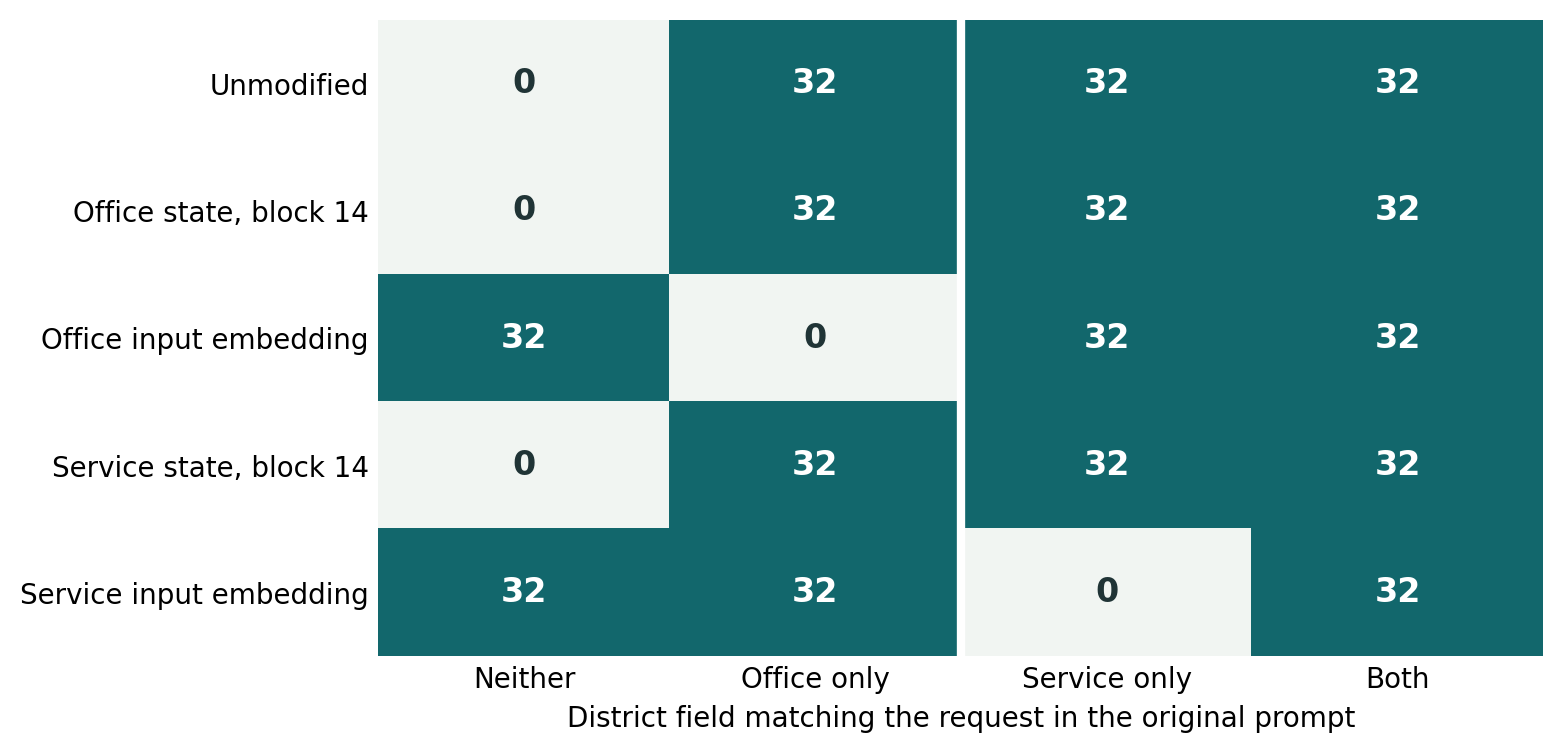 Unmodified 0 32 32 32
Office state, block 14 0 32 32 32
Office input embedding 32 0 32 32
Service state, block 14 0 32 32 32
Service input embedding 32 32 0 32
Neither Office only Service only Both
District field matching the request in the original prompt